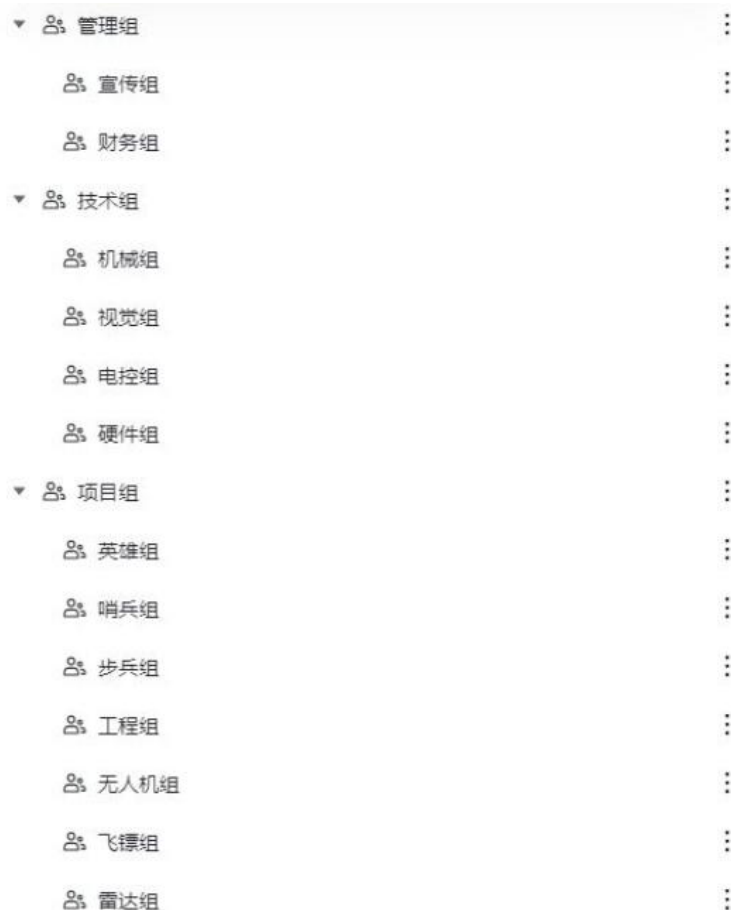 管理组
宣传组
财务组
技术组
机械组
视觉组
电控组
硬件组
项目组
英雄组
哨兵组
步兵组
工程组
无人机组
飞镖组
雷达组